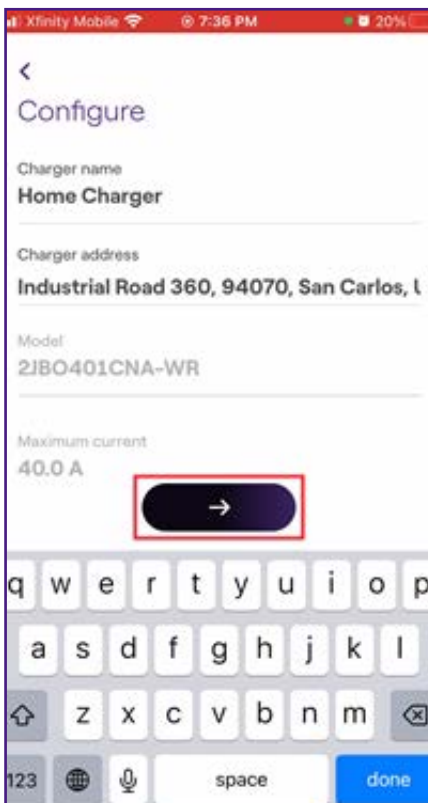 Xfinity Mobile 7:36 PM 20%
Configure
Charger name
Home Charger
Charger address
Industrial Road 360, 94070, San Carlos, U
Model
2JBO401CNA-WR
Maximum current
40.0 A
q w e r t y u i o p
a s d f g h j k l
z x c v b n m
123 space done